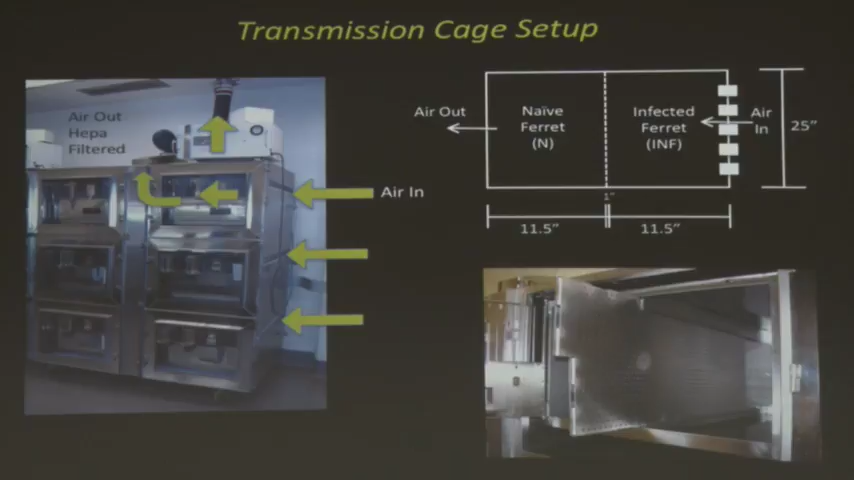 Transmission Cage Setup
Air Out
Hepa
Filtered
Air In
Air Out
Naïve
Ferret
(N)
Infected
Ferret
(INF)
Air
In
25"
1"
11.5"
11.5"